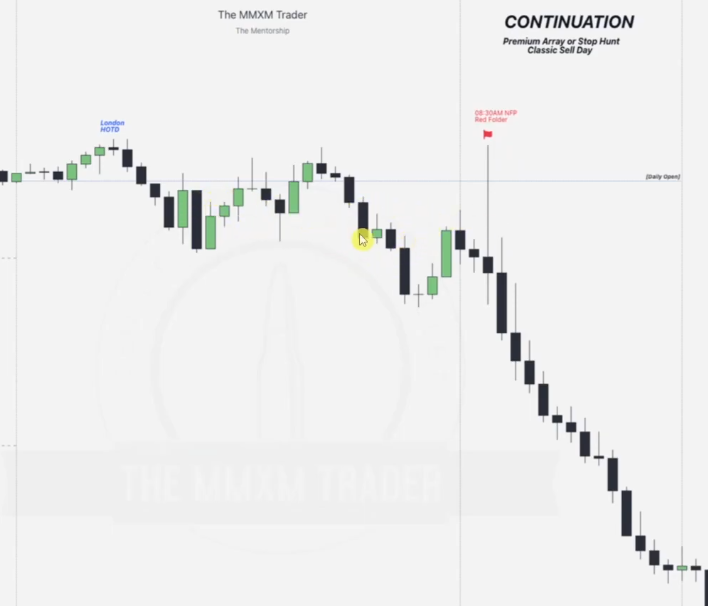 The MMXM Trader
The Mentorship
CONTINUATION
Premium Array or Stop Hunt
Classic Sell Day
London
HOTD
08:30AM NFP
Red Folder
[Daily Open]
THE MMXM TRADER